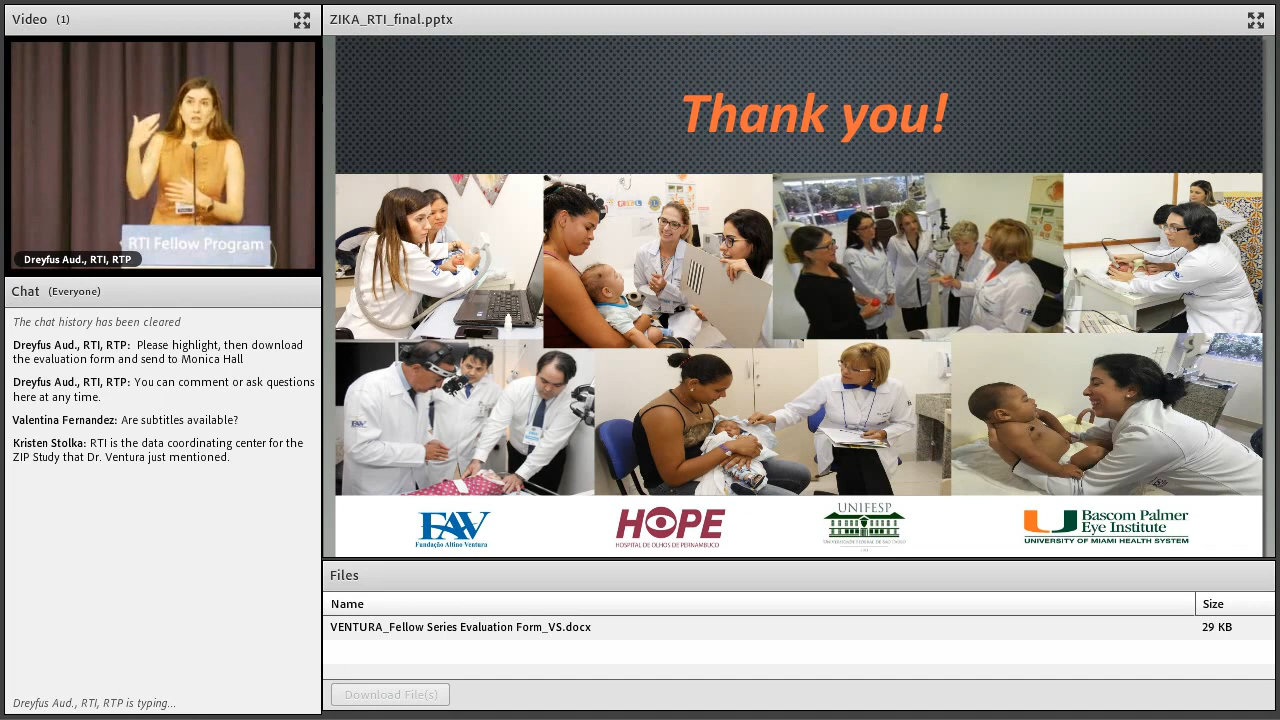 Video (1)
RTI Fellow Program
Dreyfus Aud., RTI, RTP
Chat (Everyone)
The chat history has been cleared
Dreyfus Aud., RTI, RTP: Please highlight, then download
the evaluation form and send to Monica Hall
Dreyfus Aud., RTI, RTP: You can comment or ask questions
here at any time.
Valentina Fernandez: Are subtitles available?
Kristen Stolka: RTI is the data coordinating center for the
ZIP Study that Dr. Ventura just mentioned.
Dreyfus Aud., RTI, RTP is typing...
ZIKA_RTI_final.pptx
Thank you!
FAV
Fundação Altino Ventura
HOPE
HOSPITAL DE OLHOS DE PERNAMBUCO
UNIFESP
UNIVERSIDADE FEDERAL DE SÃO PAULO
Bascom Palmer
Eye Institute
UNIVERSITY OF MIAMI HEALTH SYSTEM
Files
Name Size
VENTURA_Fellow Series Evaluation Form_VS.docx 29 KB
Download File(s)